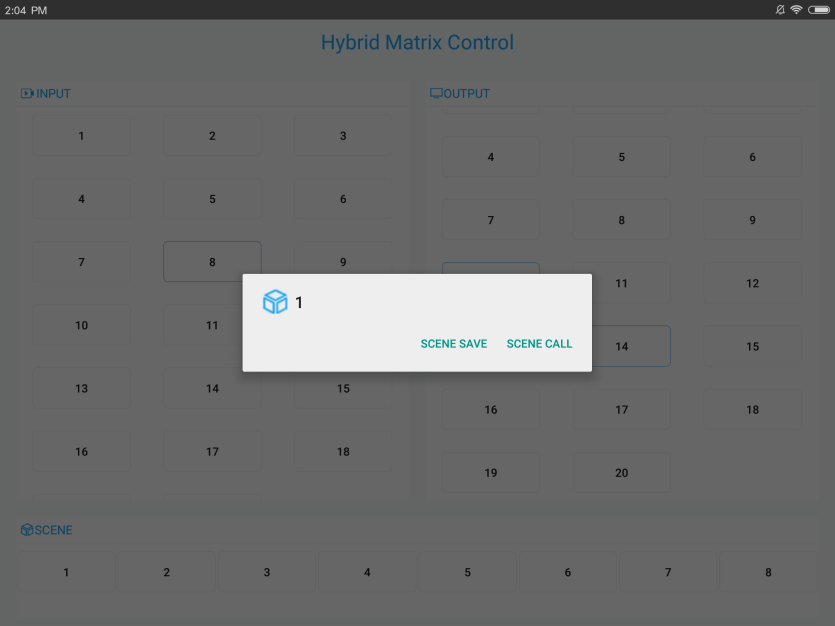 2:04 PM
Hybrid Matrix Control
INPUT
1 2 3
4 5 6
7 8 9
10 11
13 14 15
16 17 18
OUTPUT
4 5 6
7 8 9
11 12
14 15
16 17 18
19 20
1
SCENE SAVE SCENE CALL
SCENE
1 2 3 4 5 6 7 8